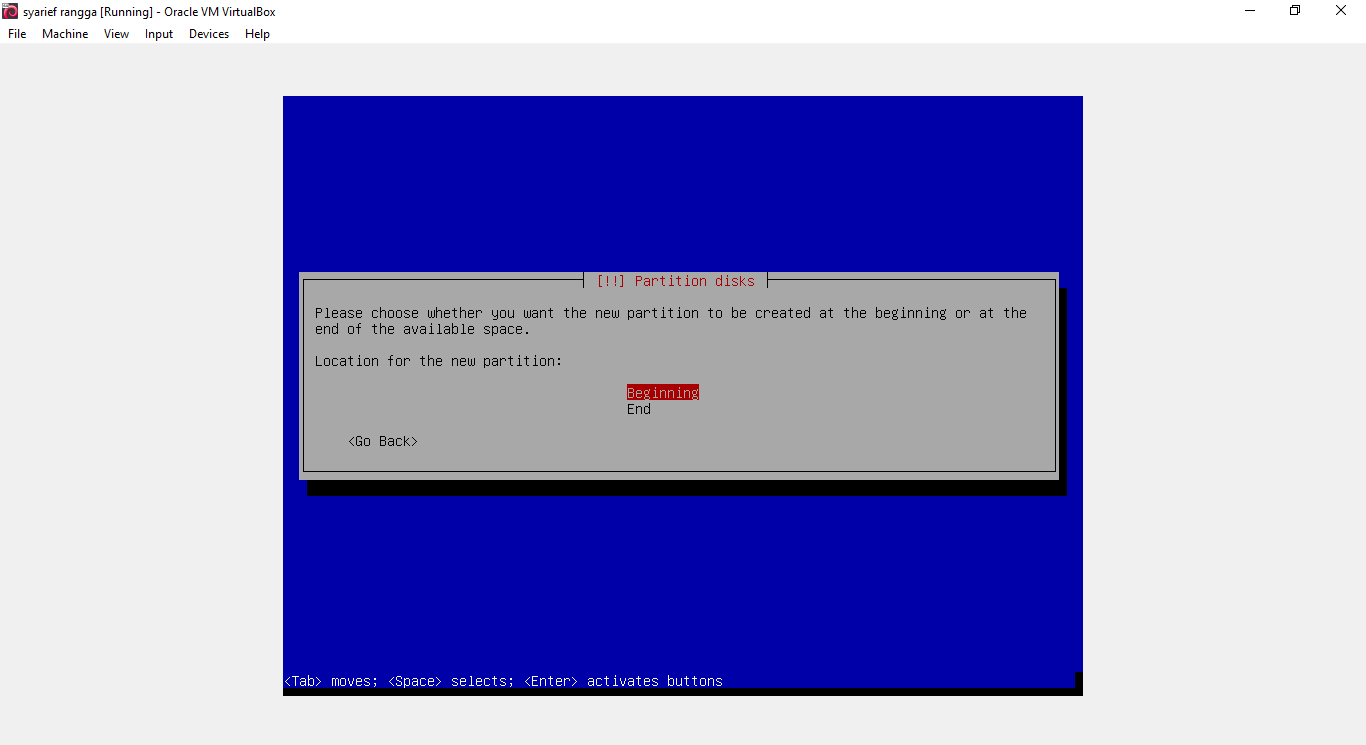 syarief rangga [Running] - Oracle VM VirtualBox
File Machine View Input Devices Help
[!!] Partition disks
Please choose whether you want the new partition to be created at the beginning or at the
end of the available space.
Location for the new partition:
Beginning
End
<Go Back>
<Tab> moves; <Space> selects; <Enter> activates buttons